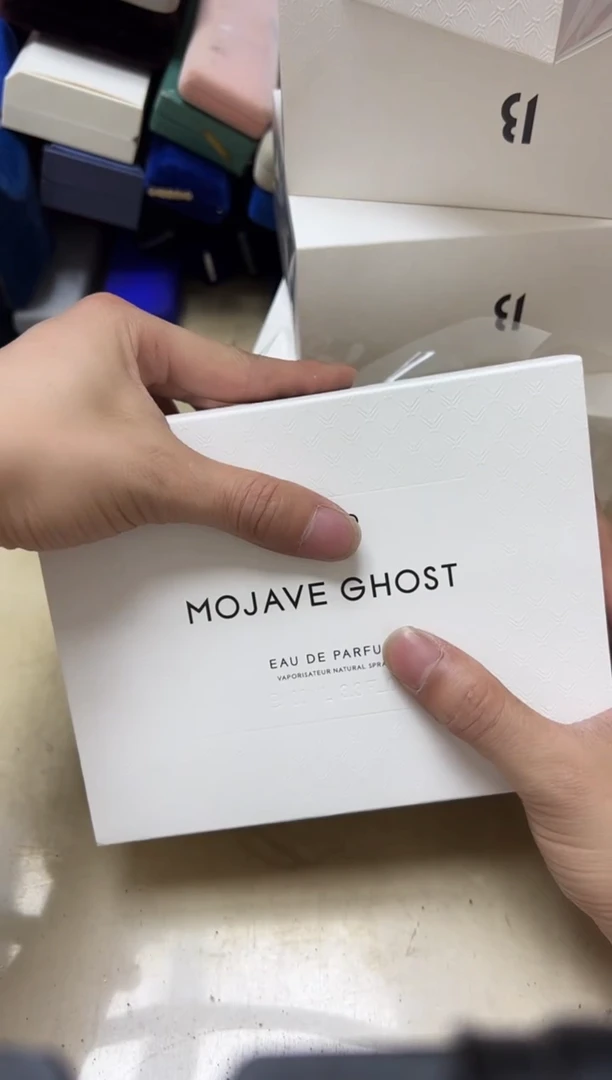 MOJAVE GHOST
EAU DE PARFU
VAPORISATEUR NATURAL SPRA